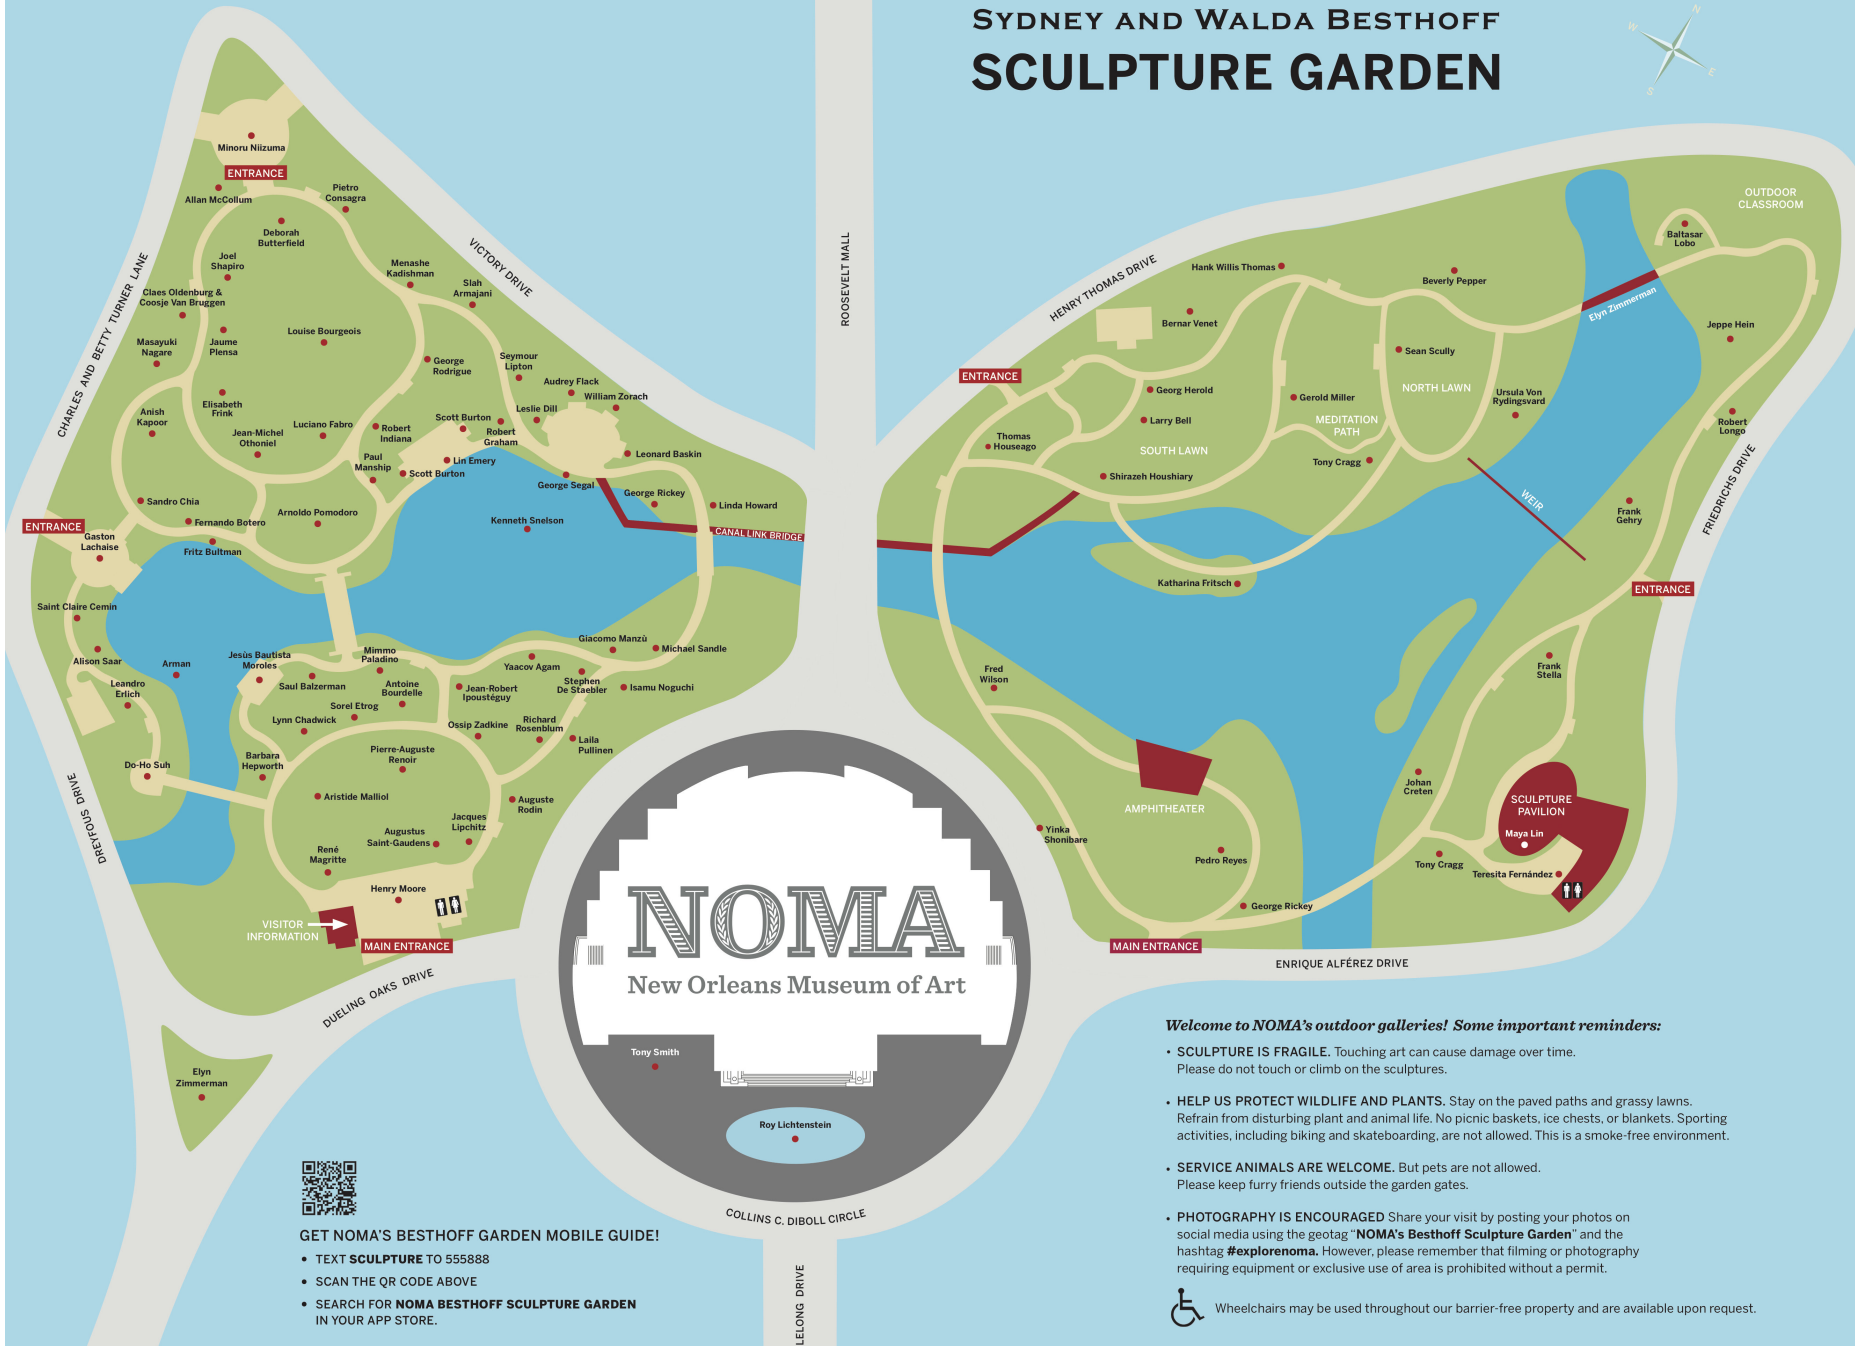 SYDNEY AND WALDA BESTHOFF
SCULPTURE GARDEN
N
W
E
S
Minoru Niizuma
ENTRANCE
Allan McCollum
Pietro
Consagra
Deborah
Butterfield
Joel
Shapiro
Claes Oldenburg &
Coosje Van Bruggen
Menashe
Kadishman
Slah
Armajani
VICTORY DRIVE
CHARLES AND BETTY TURNER LANE
Masayuki
Nagare
Jaume
Plensa
Louise Bourgeois
George
Rodrigue
Seymour
Lipton
Audrey Flack
William Zorach
Leslie Dill
Elisabeth
Frink
Anish
Kapoor
Jean-Michel
Othoniel
Luciano Fabro
Robert
Indiana
Scott Burton
Robert
Graham
Paul
Manship
Lin Emery
Scott Burton
Leonard Baskin
George Segal
George Rickey
Linda Howard
Sandro Chia
Fernando Botero
Arnoldo Pomodoro
Kenneth Snelson
CANAL LINK BRIDGE
ENTRANCE
Gaston
Lachaise
Fritz Bultman
Saint Claire Cemin
Alison Saar
Arman
Leandro
Erlich
Jesùs Bautista
Moroles
Saul Balzerman
Mimmo
Paladino
Antoine
Bourdelle
Sorel Etrog
Lynn Chadwick
Yaacov Agam
Giacomo Manzù
Michael Sandle
Stephen
De Staebler
Isamu Noguchi
Jean-Robert
Ipoustéguy
Ossip Zadkine
Richard
Rosenblum
Laila
Pullinen
Do-Ho Suh
Barbara
Hepworth
Pierre-Auguste
Renoir
Aristide Malliol
Auguste
Rodin
Jacques
Lipchitz
Augustus
Saint-Gaudens
René
Magritte
Henry Moore
VISITOR
INFORMATION
MAIN ENTRANCE
DREYFOUS DRIVE
DUELING OAKS DRIVE
Elyn
Zimmerman
ROOSEVELT MALL
HENRY THOMAS DRIVE
Hank Willis Thomas
Beverly Pepper
Bernar Venet
OUTDOOR
CLASSROOM
Baltasar
Lobo
Elyn Zimmerman
Jeppe Hein
ENTRANCE
Georg Herold
Larry Bell
Gerold Miller
Sean Scully
NORTH LAWN
MEDITATION
PATH
Ursula Von
Rydingsvard
Robert
Longo
Thomas
Houseago
SOUTH LAWN
Shirazeh Houshiary
Tony Cragg
WEIR
Frank
Gehry
FRIEDRICHS DRIVE
Katharina Fritsch
ENTRANCE
Fred
Wilson
Frank
Stella
AMPHITHEATER
Johan
Creten
SCULPTURE
PAVILION
Maya Lin
Yinka
Shonibare
Pedro Reyes
Tony Cragg
Teresita Fernández
George Rickey
MAIN ENTRANCE
ENRIQUE ALFÉREZ DRIVE
NOMA
New Orleans Museum of Art
Tony Smith
Roy Lichtenstein
COLLINS C. DIBOLL CIRCLE
LELONG DRIVE
GET NOMA'S BESTHOFF GARDEN MOBILE GUIDE!
• TEXT SCULPTURE TO 555888
• SCAN THE QR CODE ABOVE
• SEARCH FOR NOMA BESTHOFF SCULPTURE GARDEN
IN YOUR APP STORE.
Welcome to NOMA's outdoor galleries! Some important reminders:
• SCULPTURE IS FRAGILE. Touching art can cause damage over time.
Please do not touch or climb on the sculptures.
• HELP US PROTECT WILDLIFE AND PLANTS. Stay on the paved paths and grassy lawns.
Refrain from disturbing plant and animal life. No picnic baskets, ice chests, or blankets. Sporting
activities, including biking and skateboarding, are not allowed. This is a smoke-free environment.
• SERVICE ANIMALS ARE WELCOME. But pets are not allowed.
Please keep furry friends outside the garden gates.
• PHOTOGRAPHY IS ENCOURAGED Share your visit by posting your photos on
social media using the geotag “NOMA's Besthoff Sculpture Garden” and the
hashtag #explorenoma. However, please remember that filming or photography
requiring equipment or exclusive use of area is prohibited without a permit.
Wheelchairs may be used throughout our barrier-free property and are available upon request.